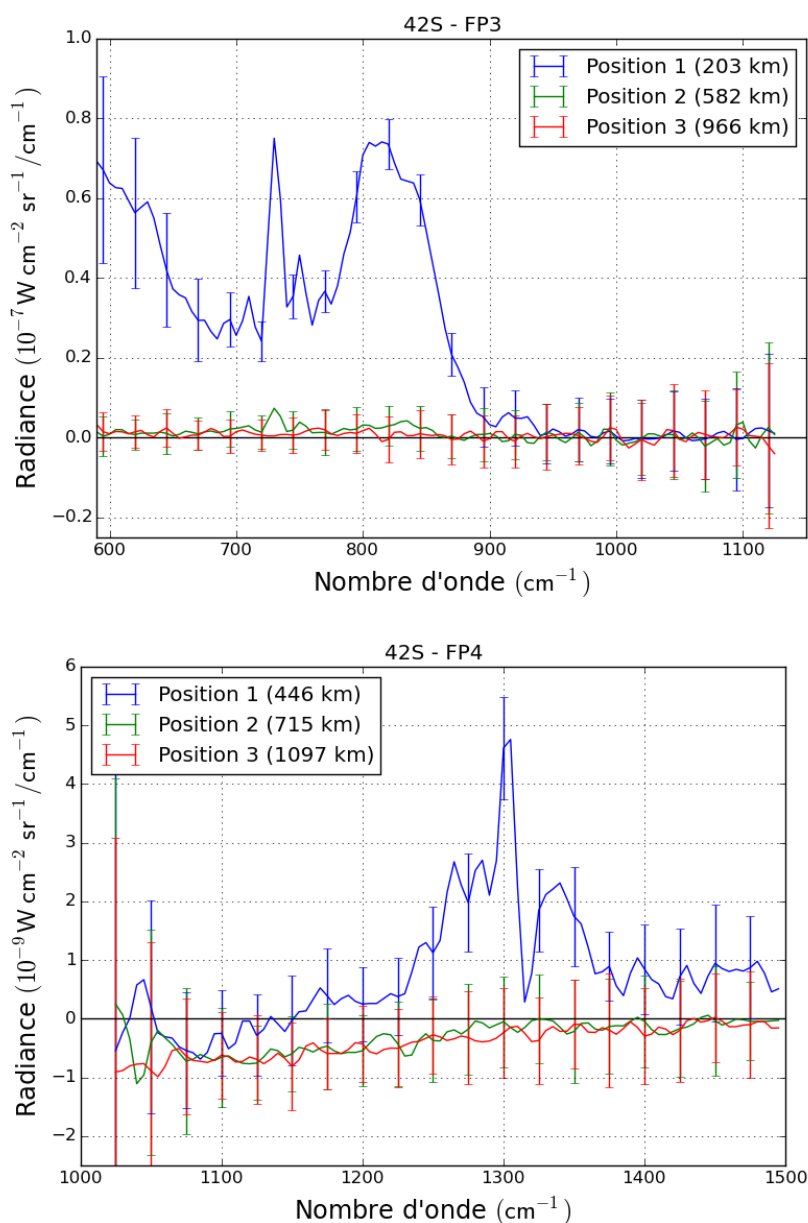 42S - FP3
Radiance (10⁻⁷ W cm⁻² sr⁻¹/cm⁻¹)
1.0
0.8
0.6
0.4
0.2
0.0
−0.2
Position 1 (203 km)
Position 2 (582 km)
Position 3 (966 km)
600 700 800 900 1000 1100
Nombre d'onde (cm⁻¹)
42S - FP4
Radiance (10⁻⁹ W cm⁻² sr⁻¹/cm⁻¹)
6
5
4
3
2
1
0
−1
−2
Position 1 (446 km)
Position 2 (715 km)
Position 3 (1097 km)
1000 1100 1200 1300 1400 1500
Nombre d'onde (cm⁻¹)